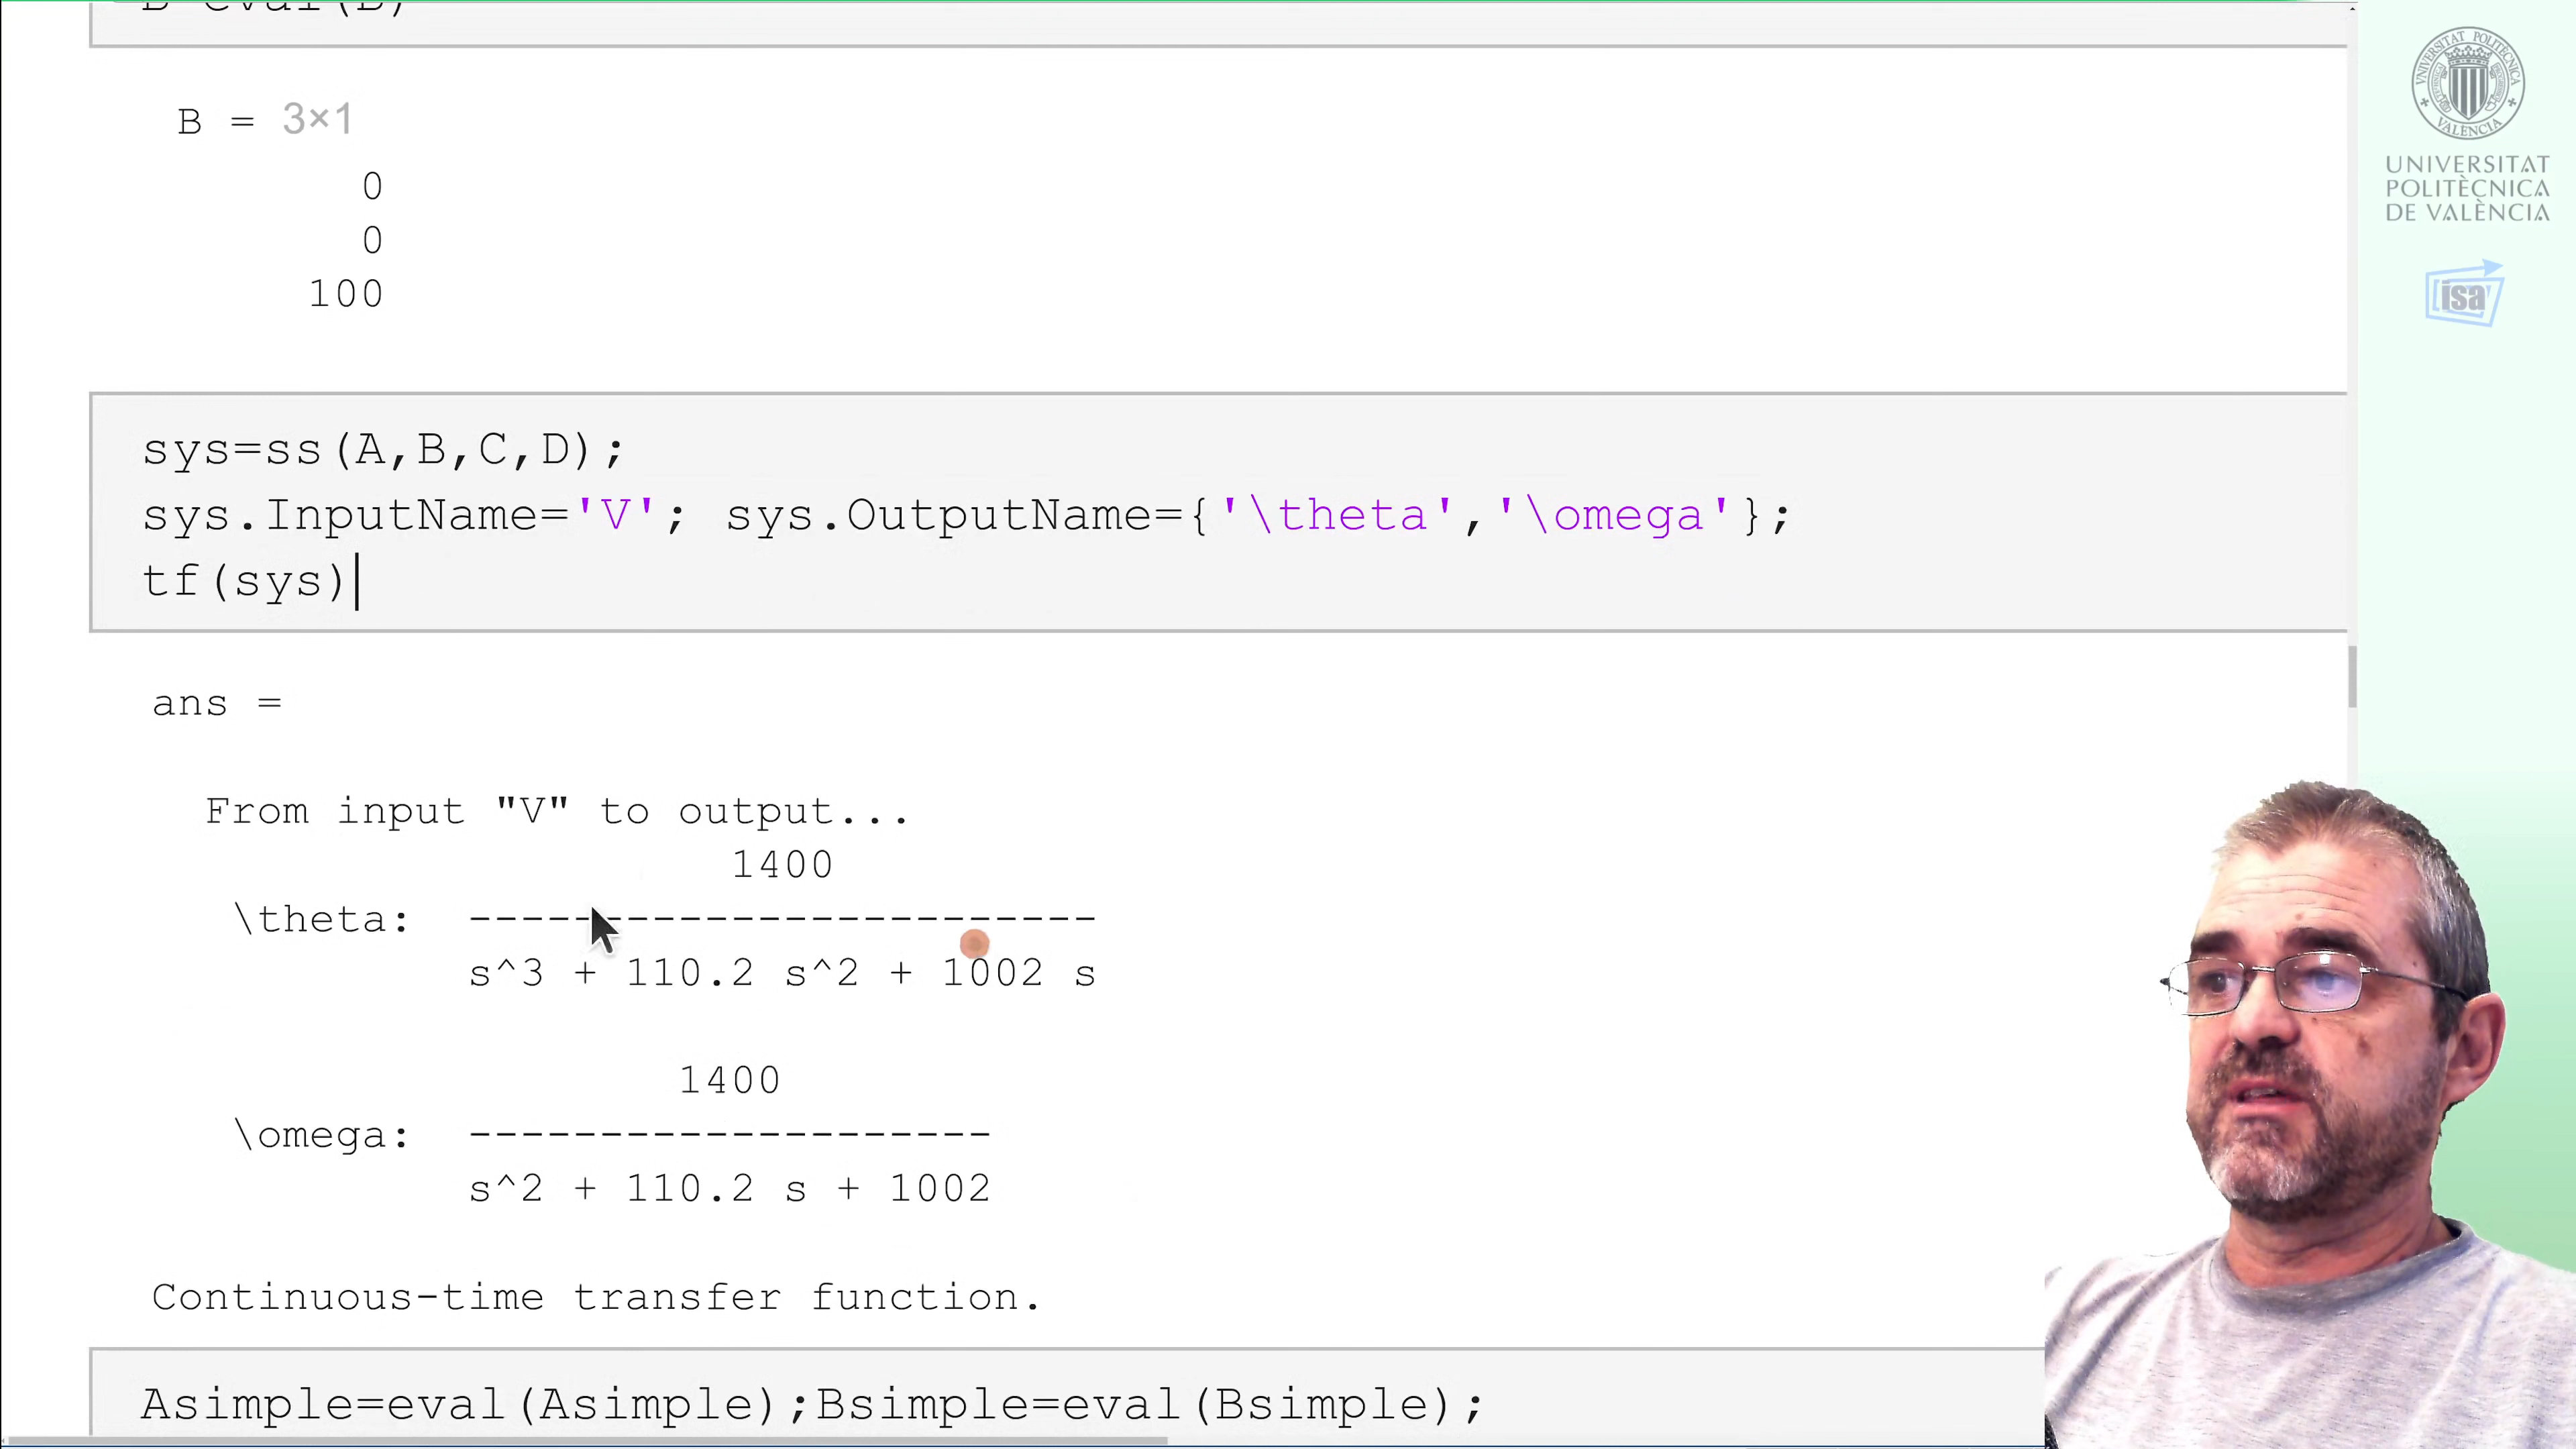 B = 3×1
0
0
100
sys=ss(A,B,C,D);
sys.InputName='V'; sys.OutputName={'\theta','\omega'};
tf(sys)
ans =
From input "V" to output...
1400
\theta: ------------------------
s^3 + 110.2 s^2 + 1002 s
1400
\omega: --------------------
s^2 + 110.2 s + 1002
Continuous-time transfer function.
Asimple=eval(Asimple);Bsimple=eval(Bsimple);
UNIVERSITAT
POLITÈCNICA
DE VALÈNCIA
isa